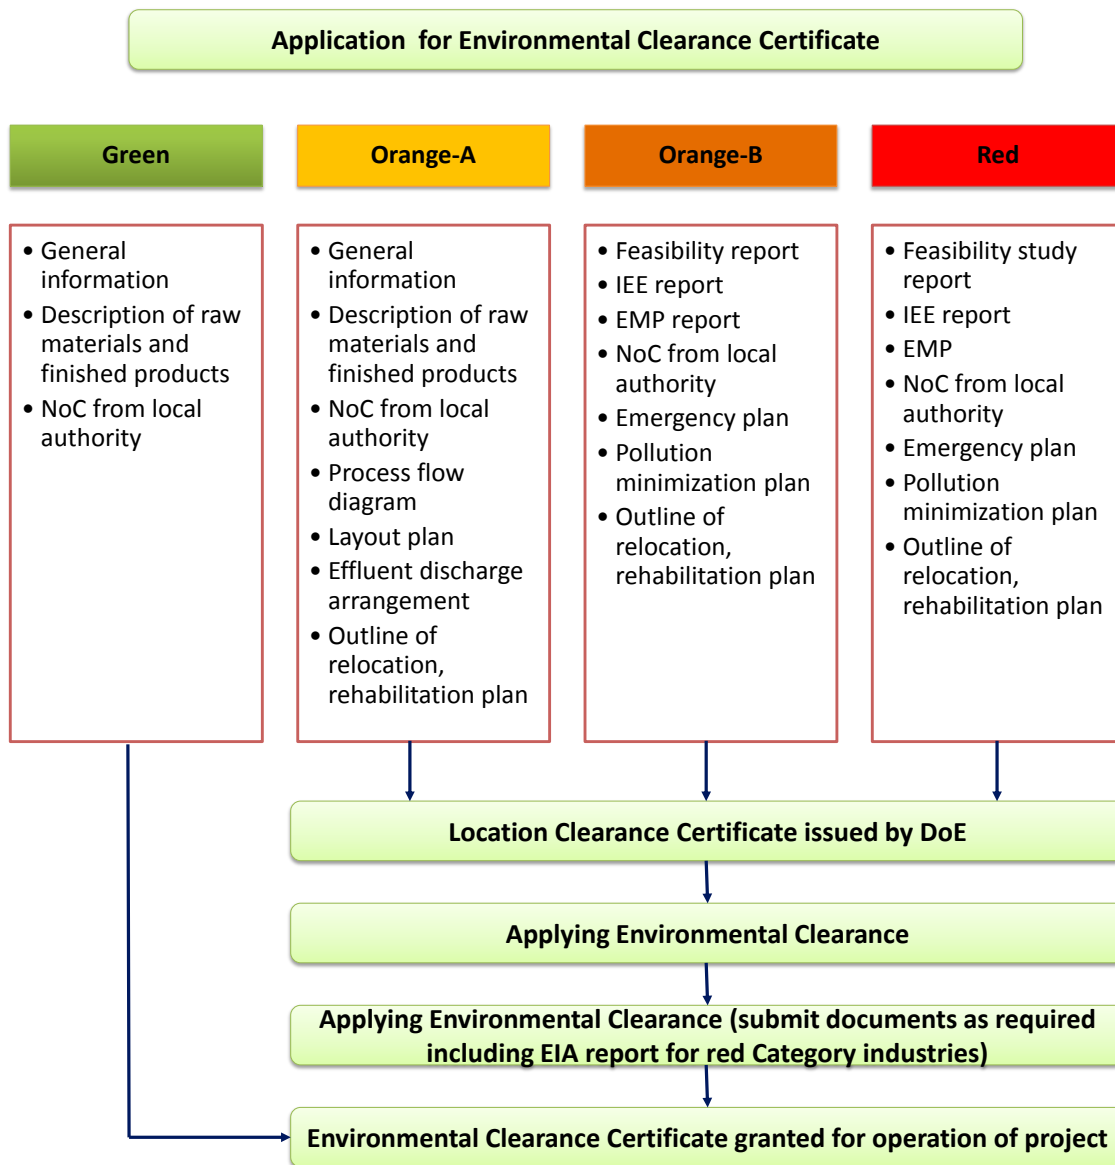 Application for Environmental Clearance Certificate
Green
Orange-A
Orange-B
Red
• General
information
• Description of raw
materials and
finished products
• NoC from local
authority
• General
information
• Description of raw
materials and
finished products
• NoC from local
authority
• Process flow
diagram
• Layout plan
• Effluent discharge
arrangement
• Outline of
relocation,
rehabilitation plan
• Feasibility report
• IEE report
• EMP report
• NoC from local
authority
• Emergency plan
• Pollution
minimization plan
• Outline of
relocation,
rehabilitation plan
• Feasibility study
report
• IEE report
• EMP
• NoC from local
authority
• Emergency plan
• Pollution
minimization plan
• Outline of
relocation,
rehabilitation plan
Location Clearance Certificate issued by DoE
Applying Environmental Clearance
Applying Environmental Clearance (submit documents as required
including EIA report for red Category industries)
Environmental Clearance Certificate granted for operation of project